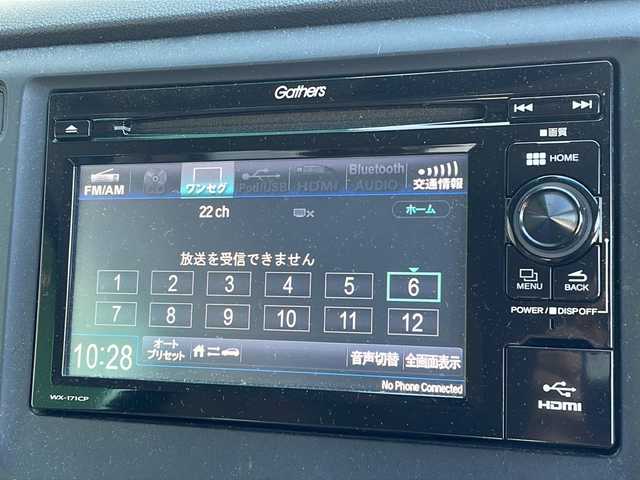 Gathers
■画質
HOME
FM/AM
CD
ワンセグ
iPod/USB
HDMI
Bluetooth
AUDIO
交通情報
22 ch
ホーム
放送を受信できません
1 2 3 4 5 6
7 8 9 10 11 12
MENU
BACK
POWER/■DISPOFF
10:28
オート
プリセット
音声切替
全画面表示
No Phone Connected
WX-171CP
HDMI